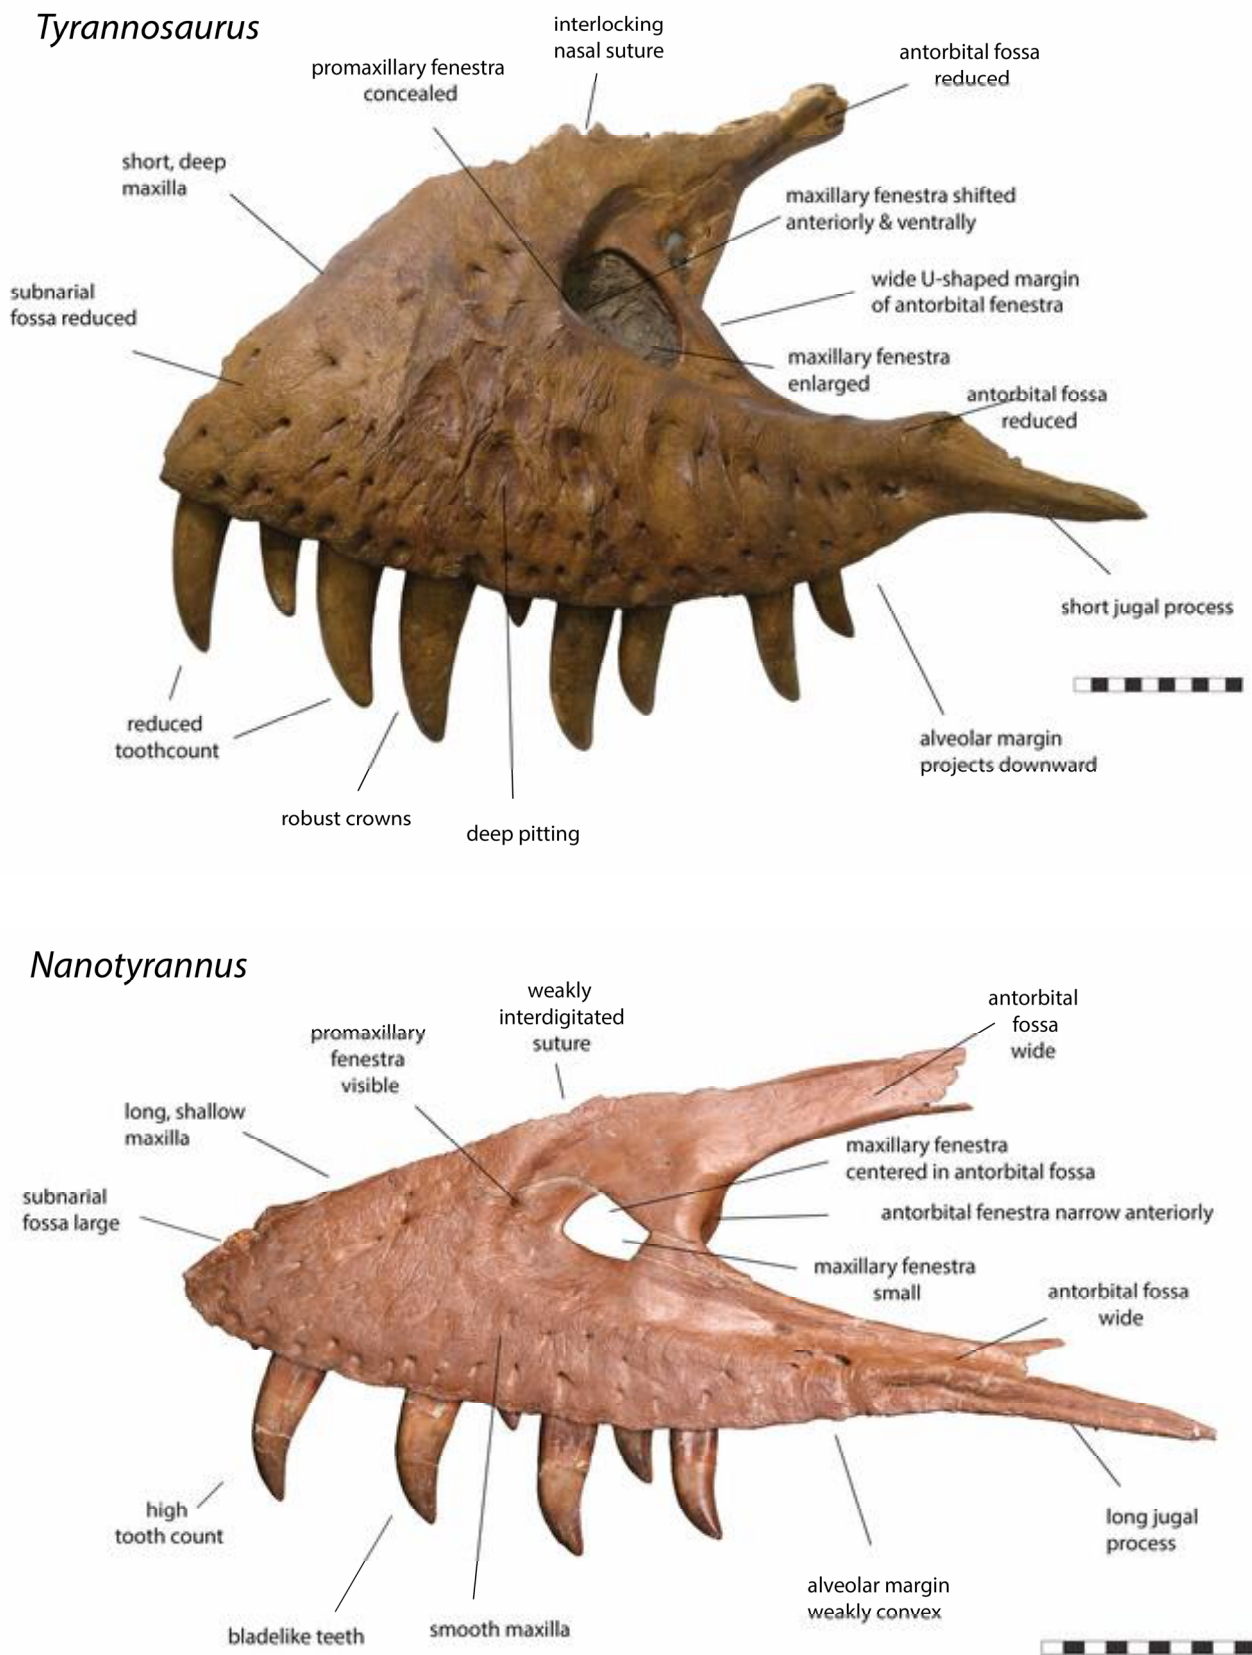 Tyrannosaurus
interlocking
nasal suture
promaxillary fenestra
concealed
antorbital fossa
reduced
short, deep
maxilla
maxillary fenestra shifted
anteriorly & ventrally
subnarial
fossa reduced
wide U-shaped margin
of antorbital fenestra
maxillary fenestra
enlarged
antorbital fossa
reduced
short jugal process
reduced
toothcount
alveolar margin
projects downward
robust crowns
deep pitting
Nanotyrannus
weakly
interdigitated
suture
antorbital
fossa
wide
promaxillary
fenestra
visible
long, shallow
maxilla
maxillary fenestra
centered in antorbital fossa
subnarial
fossa large
antorbital fenestra narrow anteriorly
maxillary fenestra
small
antorbital fossa
wide
high
tooth count
long jugal
process
alveolar margin
weakly convex
bladelike teeth
smooth maxilla